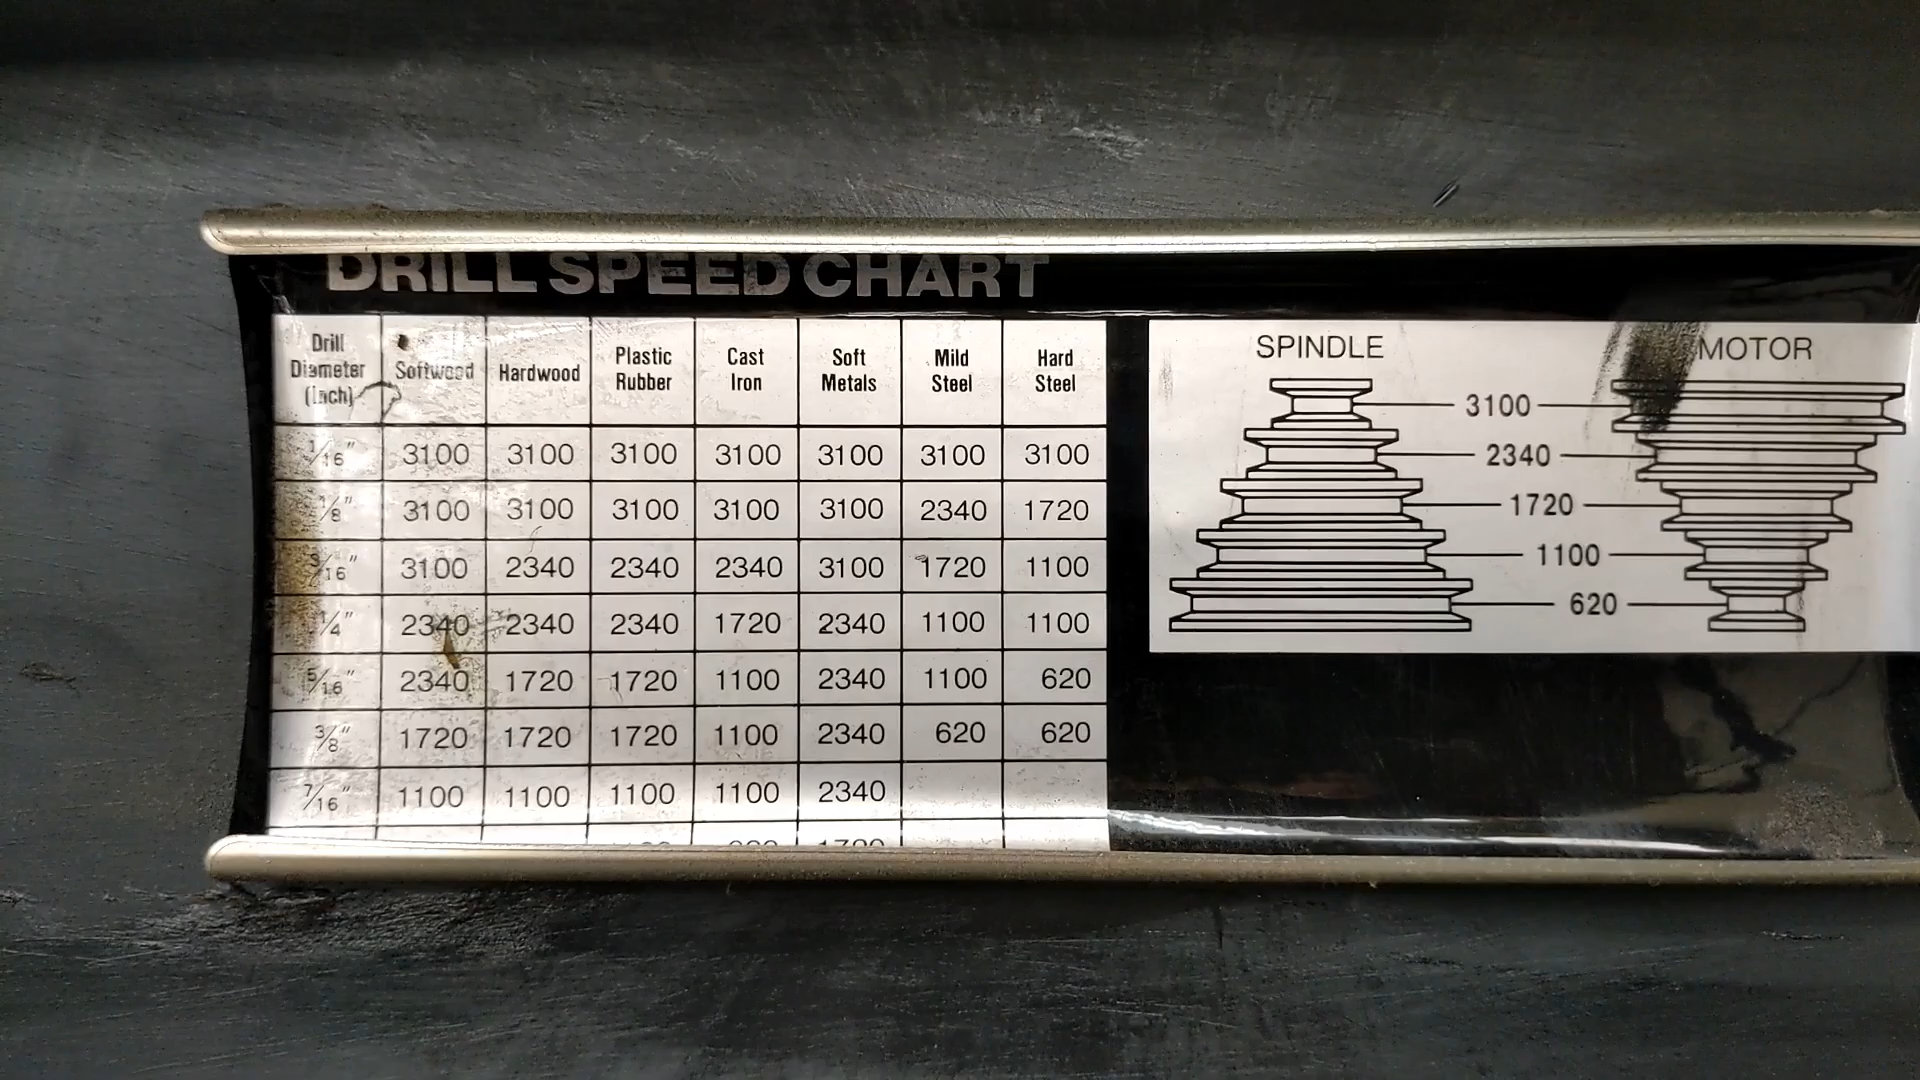 DRILL SPEED CHART
Drill Diameter (Inch) Softwood Hardwood Plastic Rubber Cast Iron Soft Metals Mild Steel Hard Steel
1/16" 3100 3100 3100 3100 3100 3100 3100
1/8" 3100 3100 3100 3100 3100 2340 1720
3/16" 3100 2340 2340 2340 3100 1720 1100
1/4" 2340 2340 2340 1720 2340 1100 1100
5/16" 2340 1720 1720 1100 2340 1100 620
3/8" 1720 1720 1720 1100 2340 620 620
7/16" 1100 1100 1100 1100 2340
SPINDLE MOTOR
3100
2340
1720
1100
620